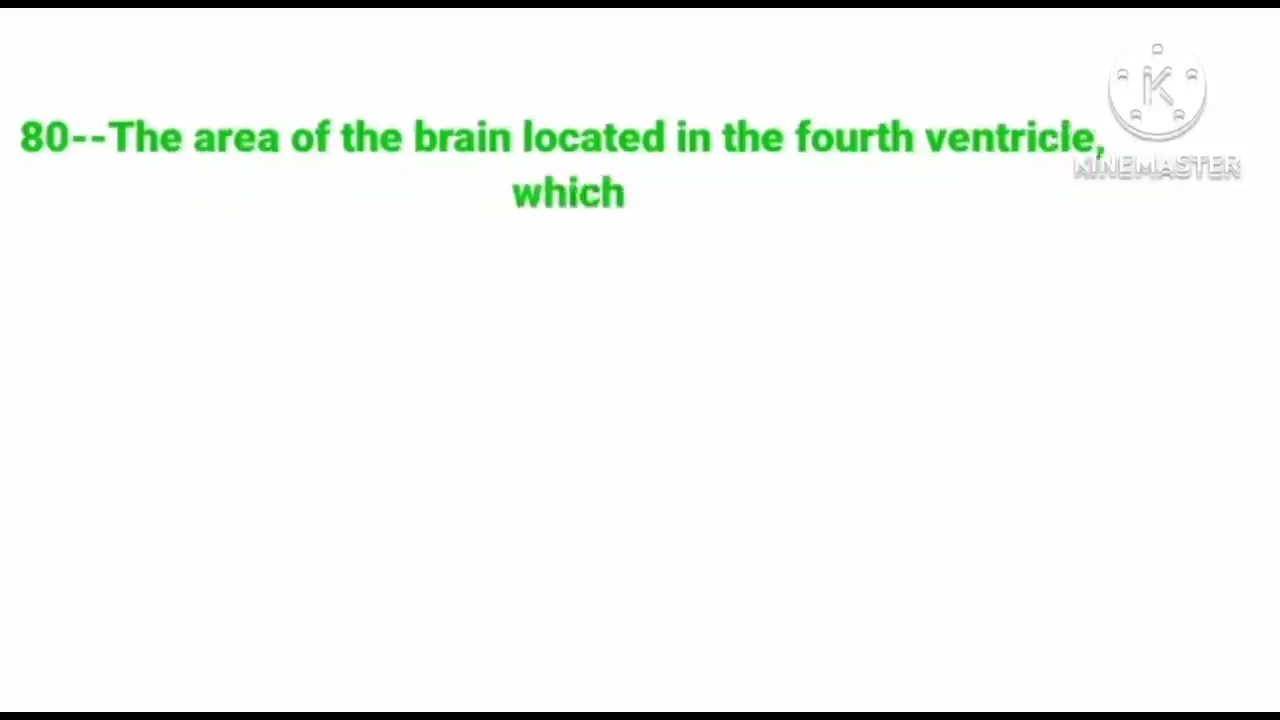 80--The area of the brain located in the fourth ventricle,
which
KINEMASTER